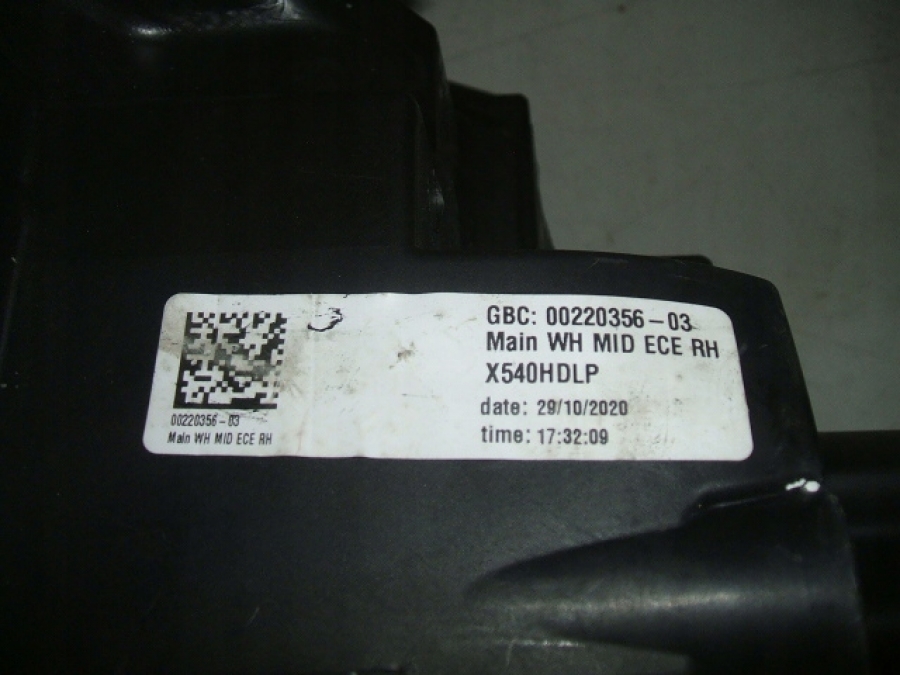 GBC: 00220356-03
Main WH MID ECE RH
X540HDLP
date: 29/10/2020
time: 17:32:09
00220356-03
Main WH MID ECE RH